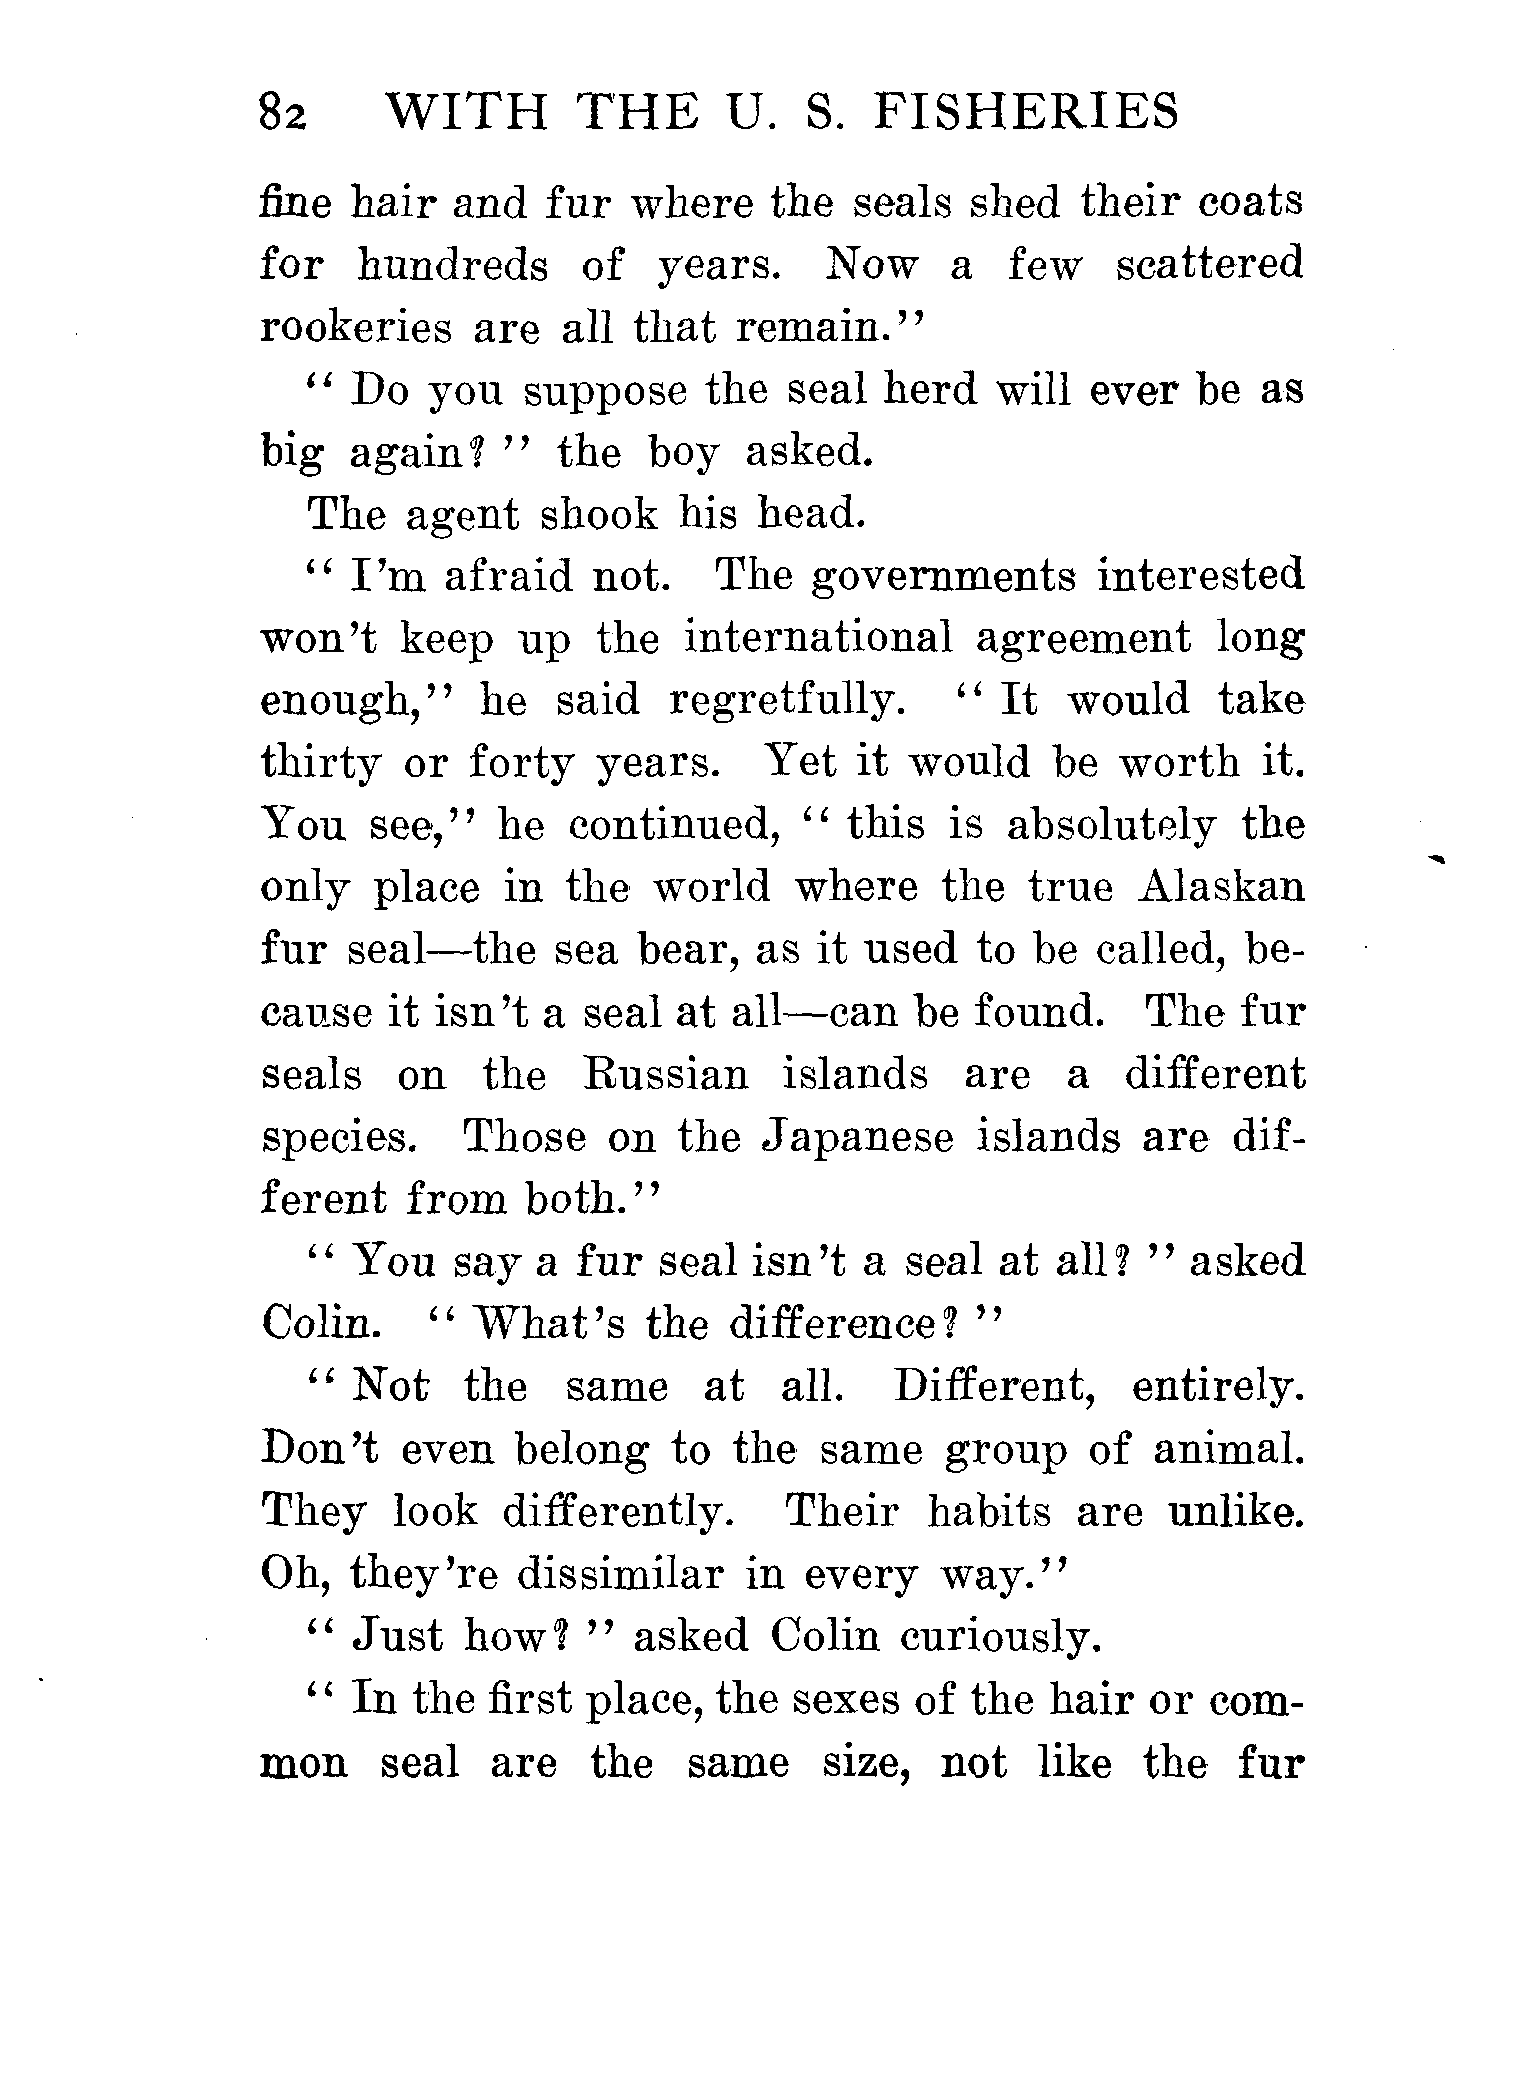 82 WITH THE U. S. FISHERIES
fine hair and fur where the seals shed their coats
for hundreds of years. Now a few scattered
rookeries are all that remain.”
“ Do you suppose the seal herd will ever be as
big again? ” the boy asked.
The agent shook his head.
“ I’m afraid not. The governments interested
won’t keep up the international agreement long
enough,” he said regretfully. “ It would take
thirty or forty years. Yet it would be worth it.
You see,” he continued, “ this is absolutely the
only place in the world where the true Alaskan
fur seal—the sea bear, as it used to be called, be-
cause it isn’t a seal at all—can be found. The fur
seals on the Russian islands are a different
species. Those on the Japanese islands are dif-
ferent from both.”
“ You say a fur seal isn’t a seal at all? ” asked
Colin. “ What’s the difference? ”
“ Not the same at all. Different, entirely.
Don’t even belong to the same group of animal.
They look differently. Their habits are unlike.
Oh, they’re dissimilar in every way.”
“ Just how? ” asked Colin curiously.
“ In the first place, the sexes of the hair or com-
mon seal are the same size, not like the fur